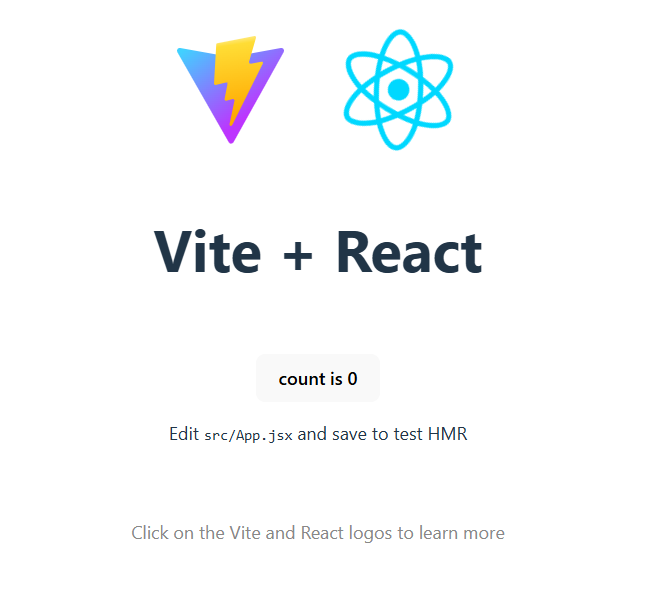 Vite + React
count is 0
Edit src/App.jsx and save to test HMR
Click on the Vite and React logos to learn more